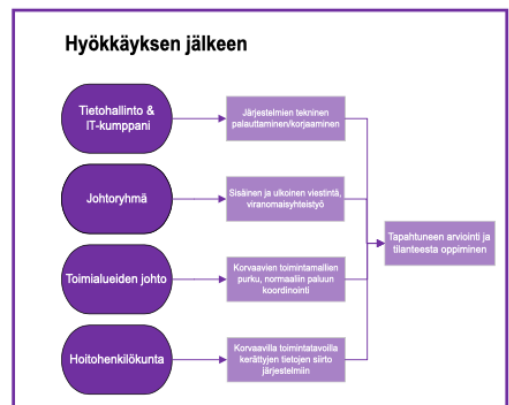 Hyökkäyksen jälkeen
Tietohallinto &
IT-kumppani
Järjestelmien tekninen
palauttaminen/korjaaminen
Johtoryhmä
Sisäinen ja ulkoinen viestintä,
viranomaisyhteistyö
Tapahtuneen arviointi ja
tilanteesta oppiminen
Toimialueiden johto
Korvaavien toimintamallien
purku, normaaliin paluun
koordinointi
Hoitohenkilökunta
Korvaavilla toimintatavoilla
kerättyjen tietojen siirto
järjestelmiin